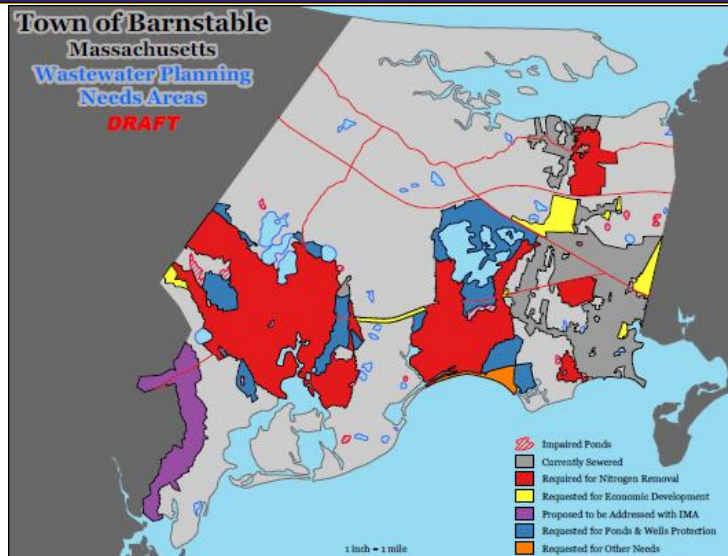 Town of Barnstable
Massachusetts
Wastewater Planning
Needs Areas
DRAFT
Impaired Ponds
Currently Sewered
Required for Nitrogen Removal
Requested for Economic Development
Proposed to be Addressed with IMA
Requested for Ponds & Wells Protection
Requested for Other Needs
1 inch = 1 mile